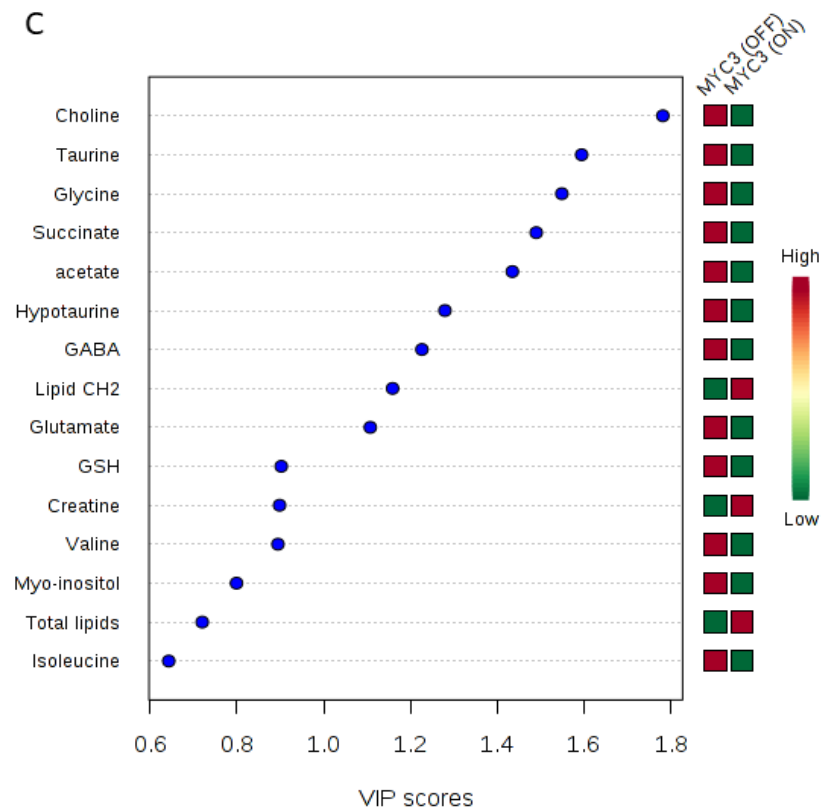 C
MYC3 (OFF)
MYC3 (ON)
Choline
Taurine
Glycine
Succinate
acetate
Hypotaurine
GABA
Lipid CH2
Glutamate
GSH
Creatine
Valine
Myo-inositol
Total lipids
Isoleucine
High
Low
0.6 0.8 1.0 1.2 1.4 1.6 1.8
VIP scores